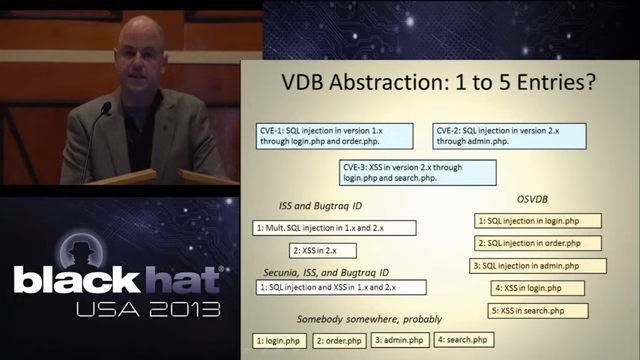 VDB Abstraction: 1 to 5 Entries?
CVE-1: SQL injection in version 1.x
through login.php and order.php.
CVE-2: SQL injection in version 2.x
through admin.php.
CVE-3: XSS in version 2.x through
login.php and search.php.
ISS and Bugtraq ID
1: Mult. SQL injection in 1.x and 2.x
2: XSS in 2.x
Secunia, ISS, and Bugtraq ID
1: SQL injection and XSS in 1.x and 2.x
OSVDB
1: SQL injection in login.php
2: SQL injection in order.php
3: SQL injection in admin.php
4: XSS in login.php
5: XSS in search.php
Somebody somewhere, probably
1: login.php
2: order.php
3: admin.php
4: search.php
black hat®
USA 2013